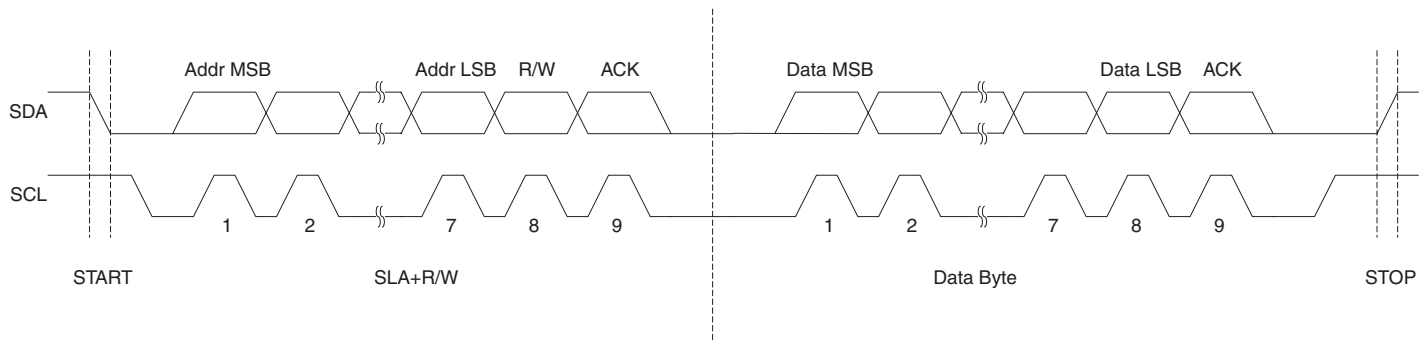 Addr MSB Addr LSB R/W ACK Data MSB Data LSB ACK
SDA
SCL
1 2 7 8 9 1 2 7 8 9
START SLA+R/W Data Byte STOP